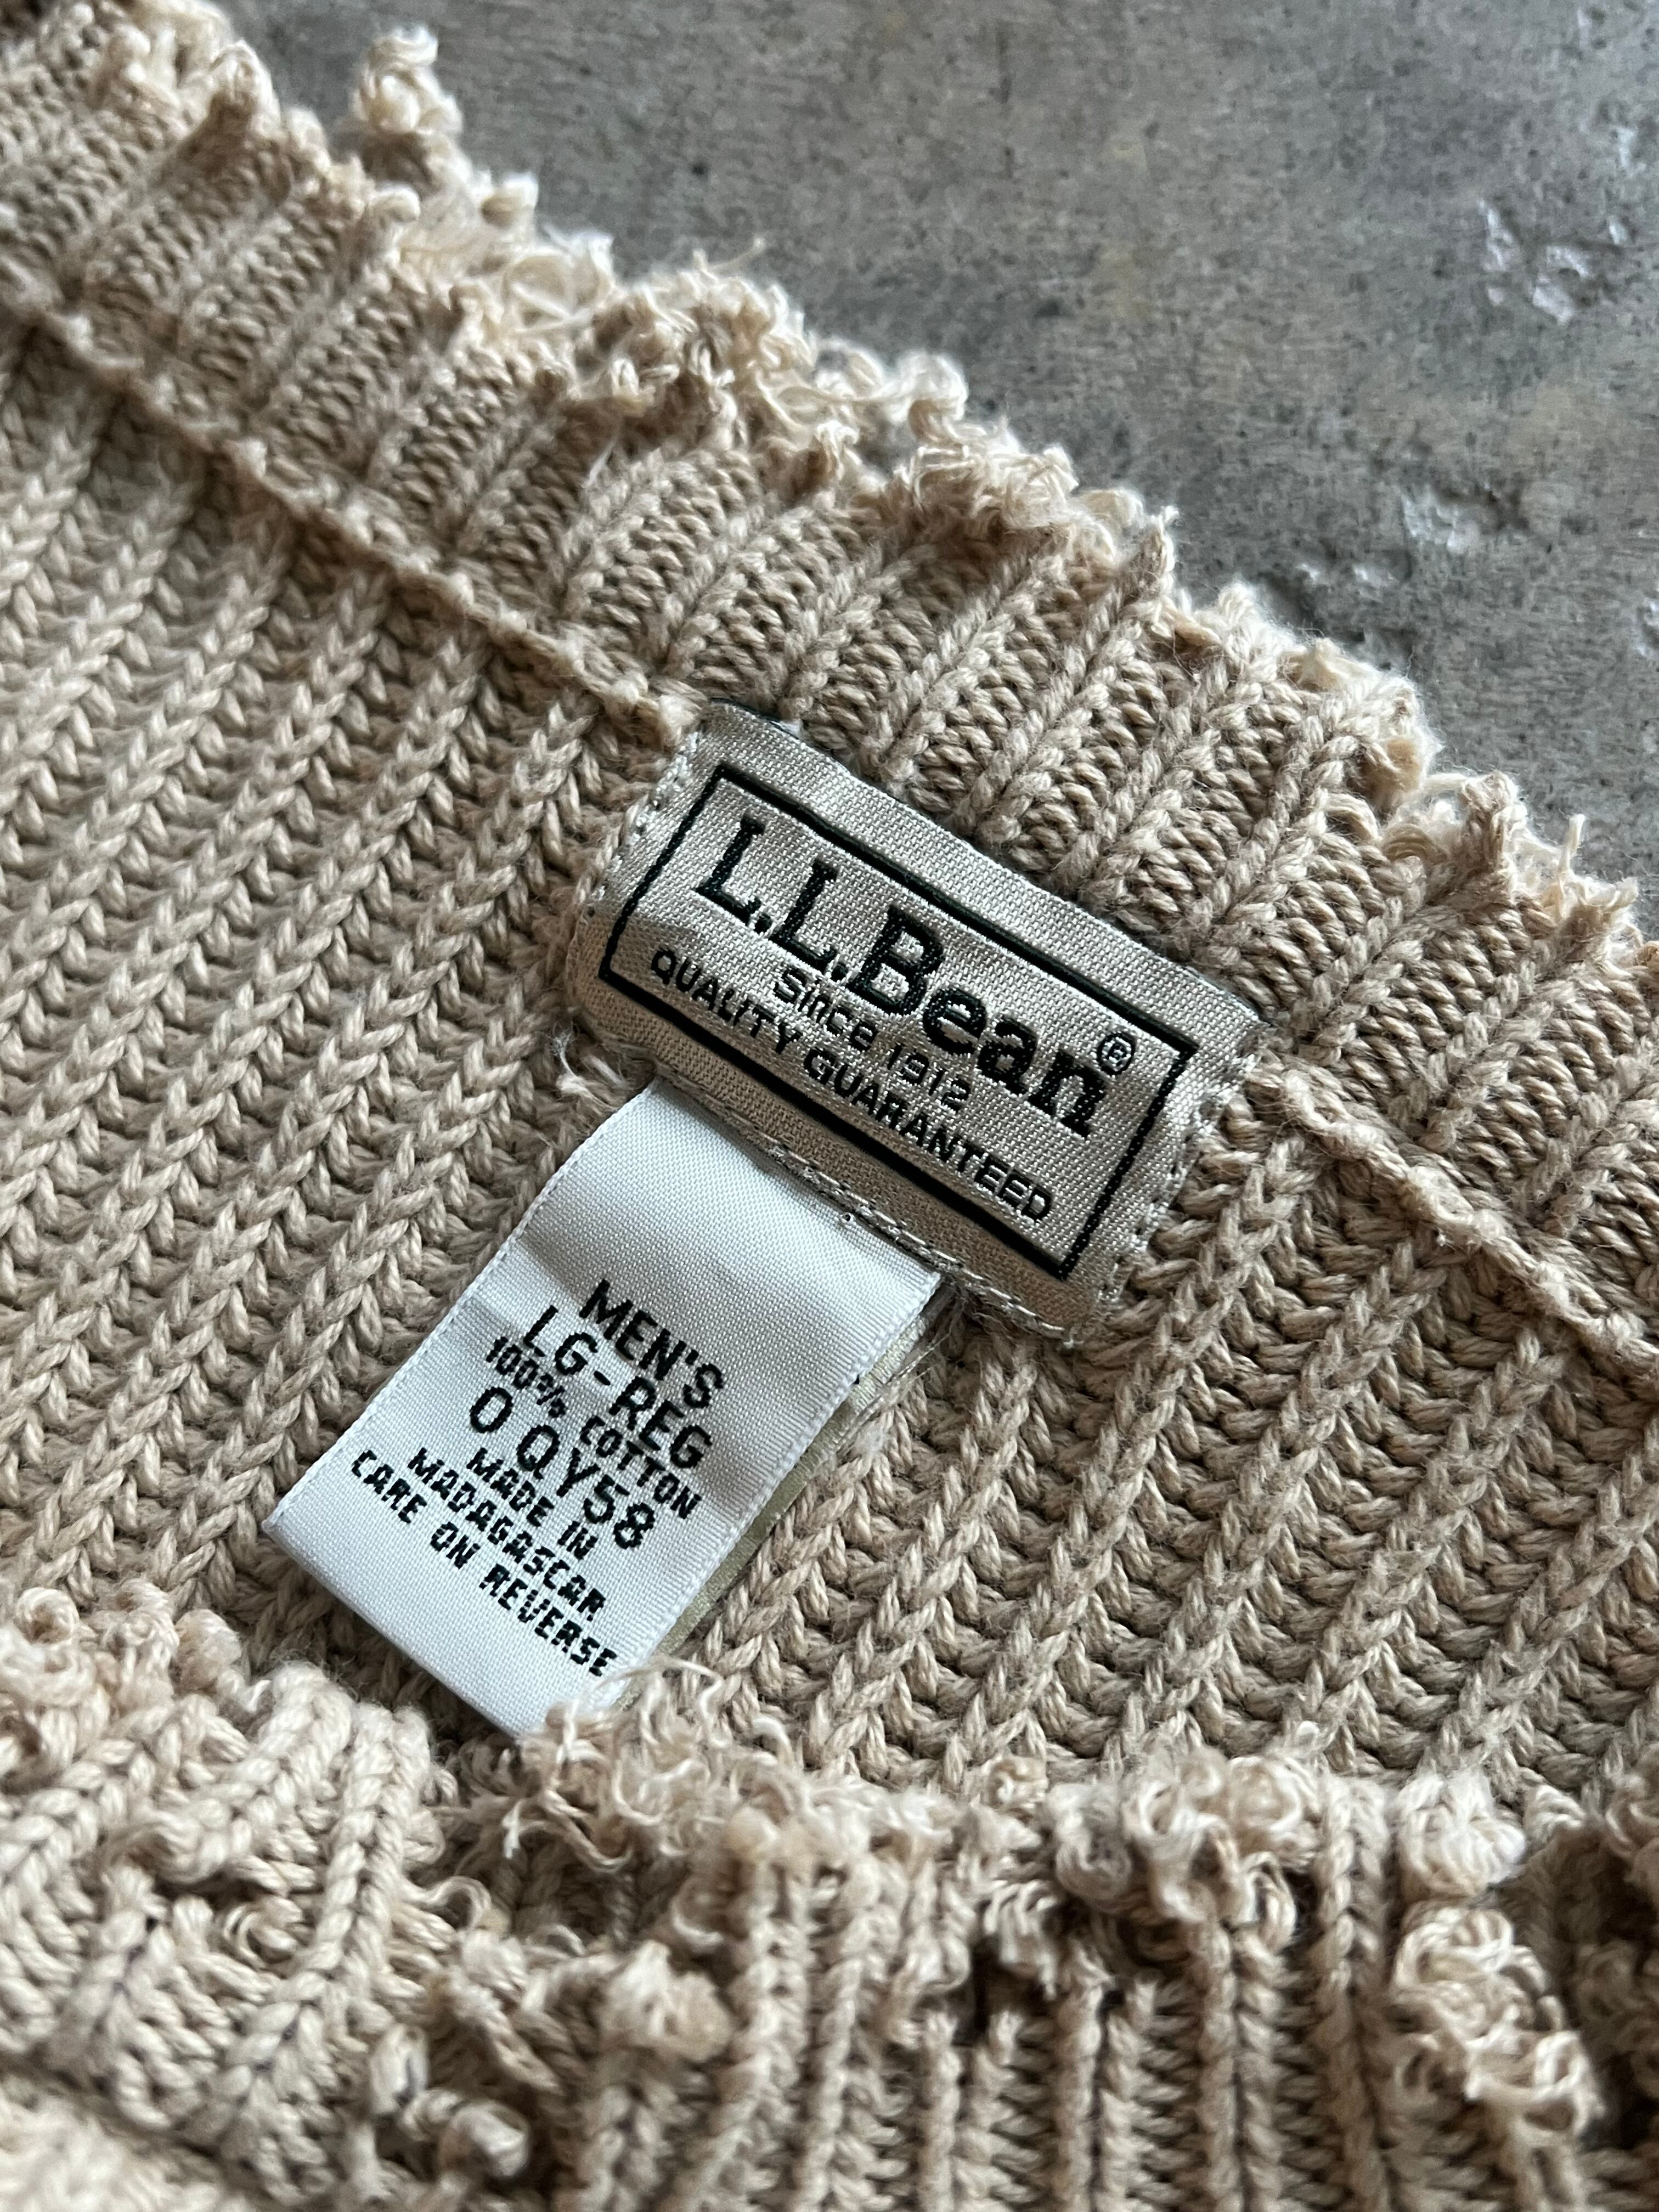 L.L.Bean®
Since 1912
QUALITY GUARANTEED
MEN'S
LG-REG
100% COTTON
0 QY58
MADE IN
MADAGASCAR
CARE ON REVERSE